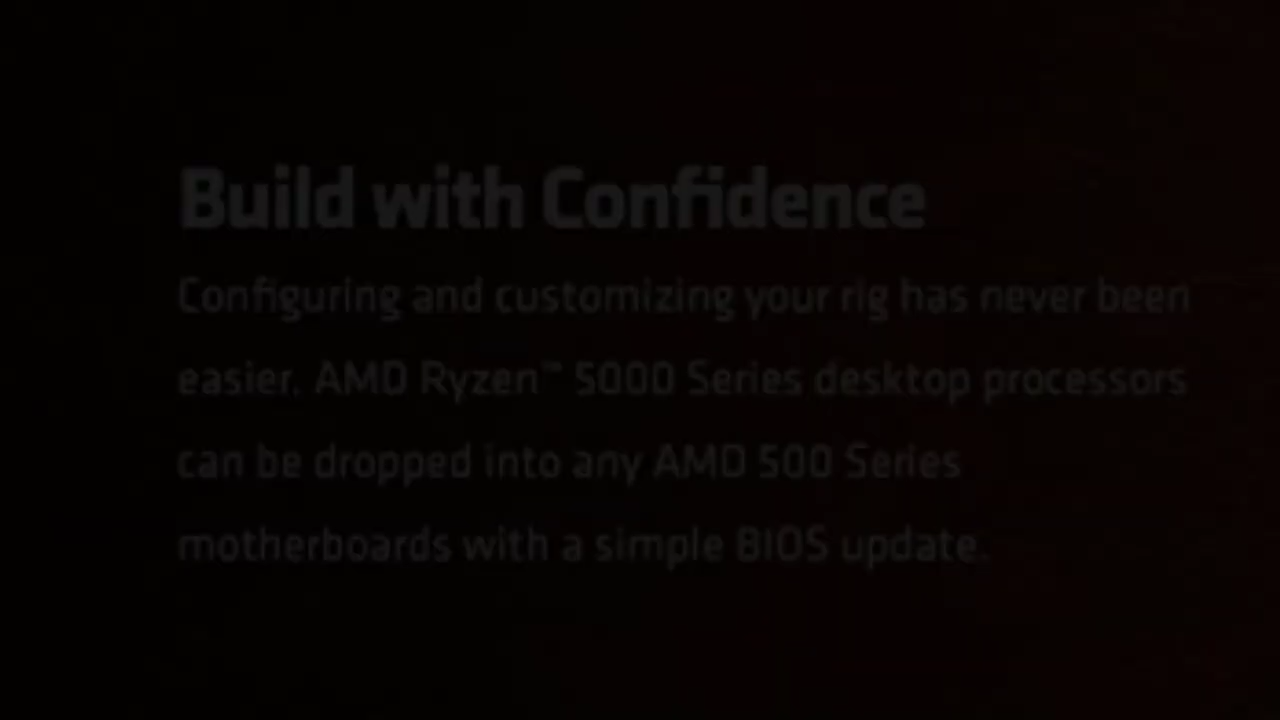 Build with Confidence
Configuring and customizing your rig has never been
easier. AMD Ryzen™ 5000 Series desktop processors
can be dropped into any AMD 500 Series
motherboards with a simple BIOS update.